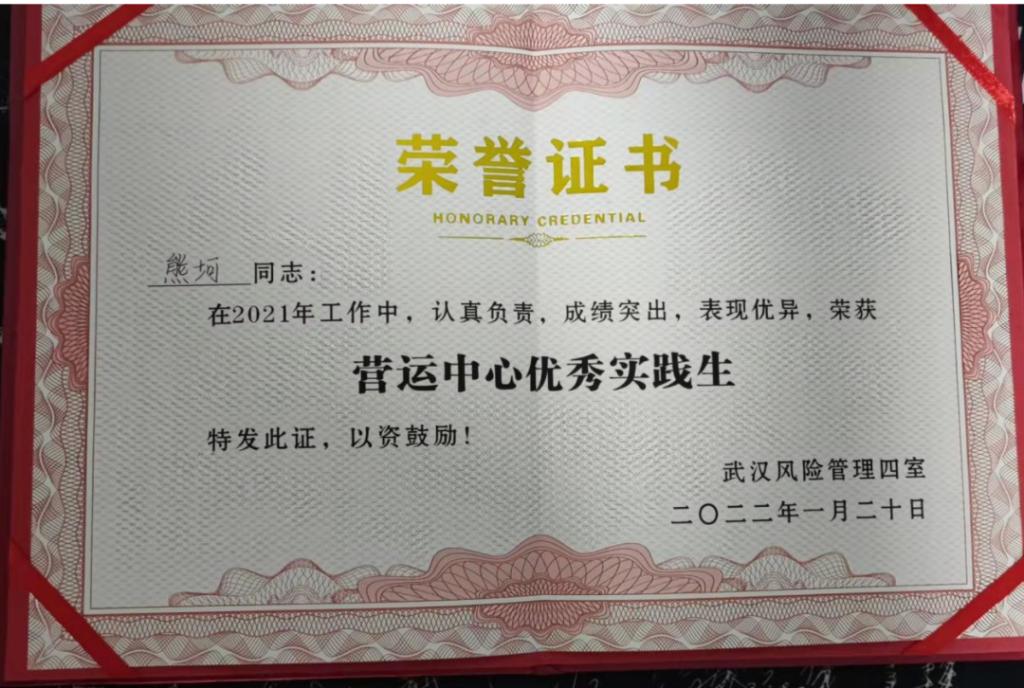 荣誉证书
HONORARY CREDENTIAL
熊坷 同志：
在2021年工作中，认真负责，成绩突出，表现优异，荣获
营运中心优秀实践生
特发此证，以资鼓励！
武汉风险管理四室
二〇二二年一月二十日